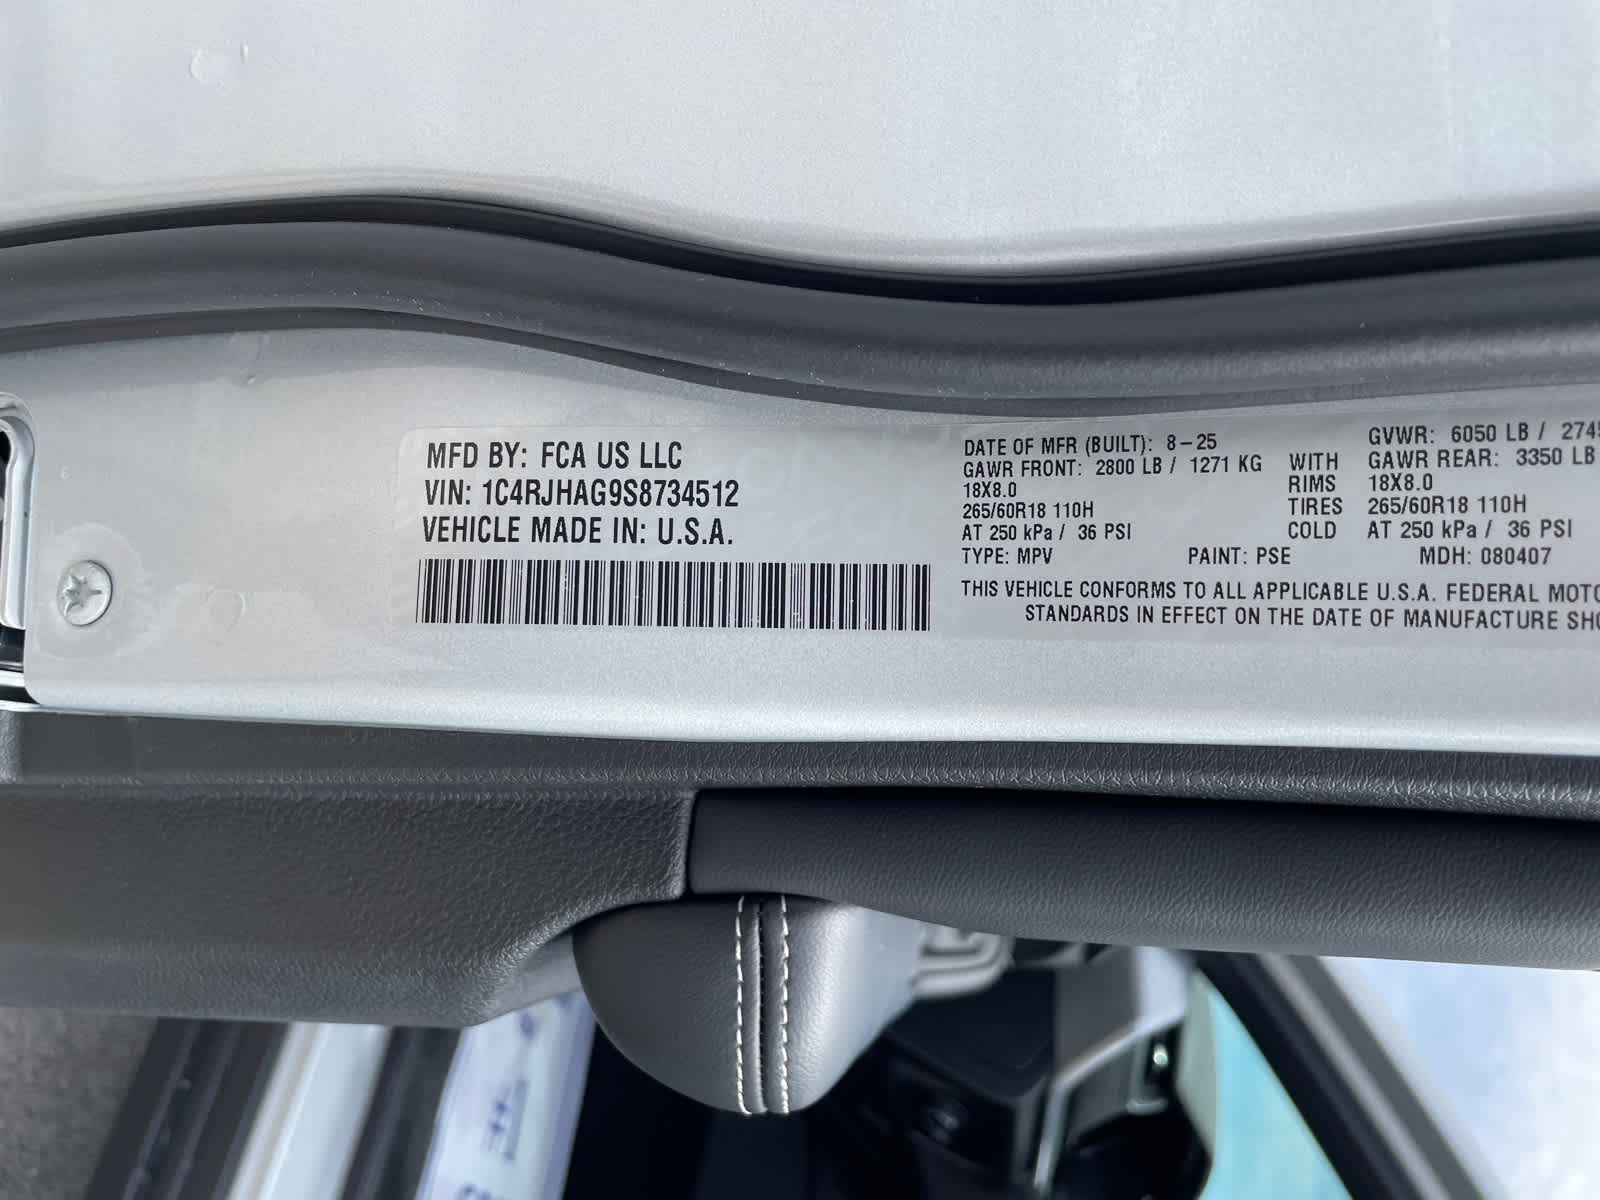 MFD BY: FCA US LLC
VIN: 1C4RJHAG9S8734512
VEHICLE MADE IN: U.S.A.
DATE OF MFR (BUILT): 8-25
GVWR: 6050 LB / 2745
GAWR FRONT: 2800 LB / 1271 KG WITH GAWR REAR: 3350 LB
18X8.0 RIMS 18X8.0
265/60R18 110H TIRES 265/60R18 110H
AT 250 kPa / 36 PSI COLD AT 250 kPa / 36 PSI
TYPE: MPV PAINT: PSE MDH: 080407
THIS VEHICLE CONFORMS TO ALL APPLICABLE U.S.A. FEDERAL MOTO
STANDARDS IN EFFECT ON THE DATE OF MANUFACTURE SHO